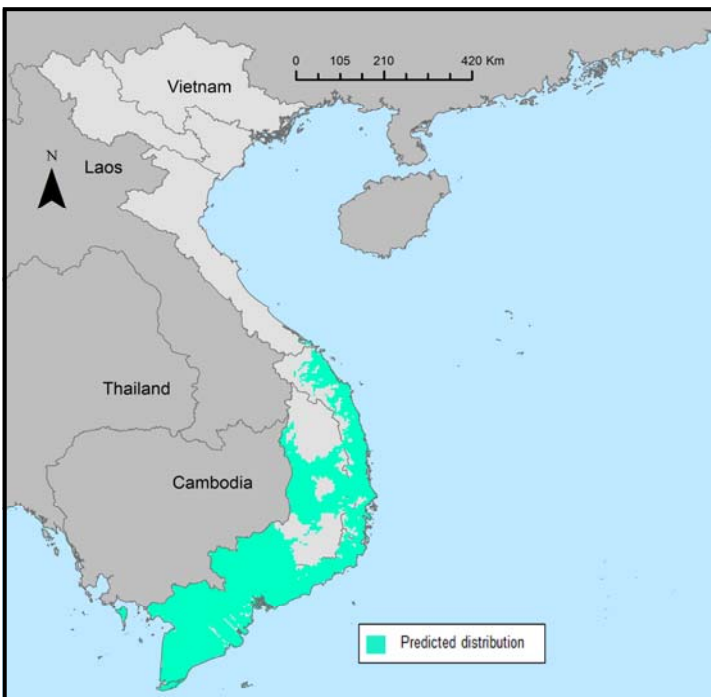 0 105 210 420 Km
Vietnam
N
Laos
Thailand
Cambodia
Predicted distribution